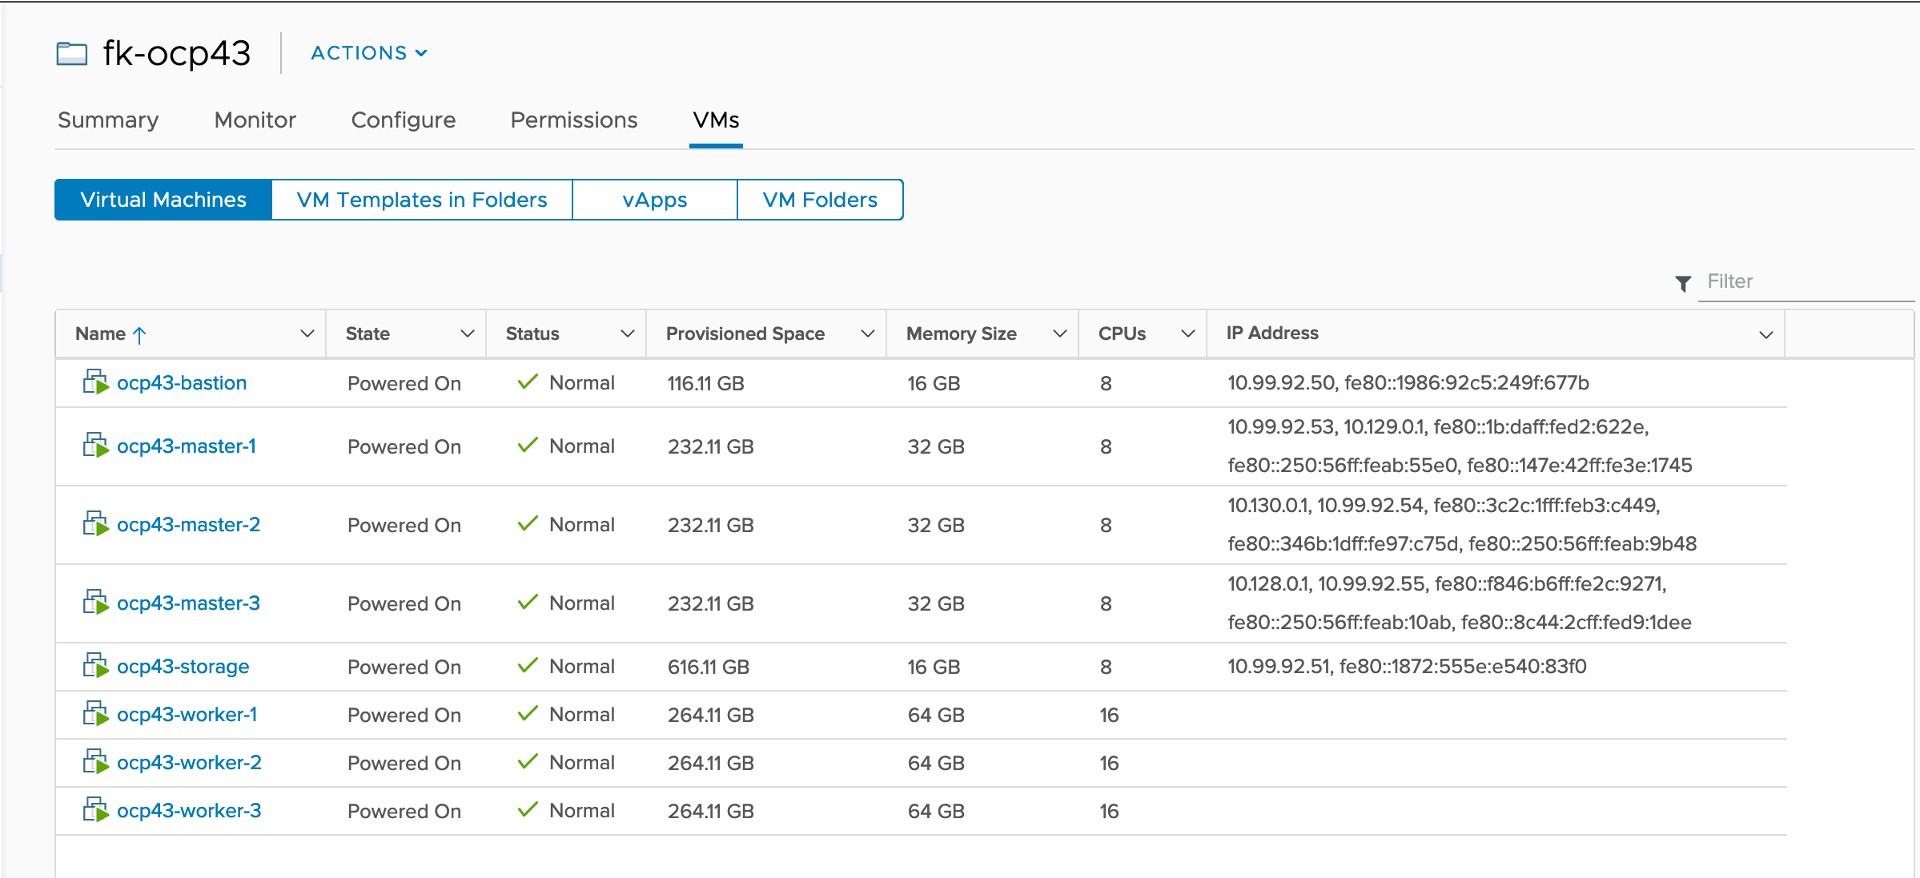 fk-ocp43 ACTIONS
Summary Monitor Configure Permissions VMs
Virtual Machines VM Templates in Folders vApps VM Folders
Filter
Name State Status Provisioned Space Memory Size CPUs IP Address
ocp43-bastion Powered On Normal 116.11 GB 16 GB 8 10.99.92.50, fe80::1986:92c5:249f:677b
ocp43-master-1 Powered On Normal 232.11 GB 32 GB 8 10.99.92.53, 10.129.0.1, fe80::1b:daff:fed2:622e,
fe80::250:56ff:feab:55e0, fe80::147e:42ff:fe3e:1745
ocp43-master-2 Powered On Normal 232.11 GB 32 GB 8 10.130.0.1, 10.99.92.54, fe80::3c2c:1fff:feb3:c449,
fe80::346b:1dff:fe97:c75d, fe80::250:56ff:feab:9b48
ocp43-master-3 Powered On Normal 232.11 GB 32 GB 8 10.128.0.1, 10.99.92.55, fe80::f846:b6ff:fe2c:9271,
fe80::250:56ff:feab:10ab, fe80::8c44:2cff:fed9:1dee
ocp43-storage Powered On Normal 616.11 GB 16 GB 8 10.99.92.51, fe80::1872:555e:e540:83f0
ocp43-worker-1 Powered On Normal 264.11 GB 64 GB 16
ocp43-worker-2 Powered On Normal 264.11 GB 64 GB 16
ocp43-worker-3 Powered On Normal 264.11 GB 64 GB 16